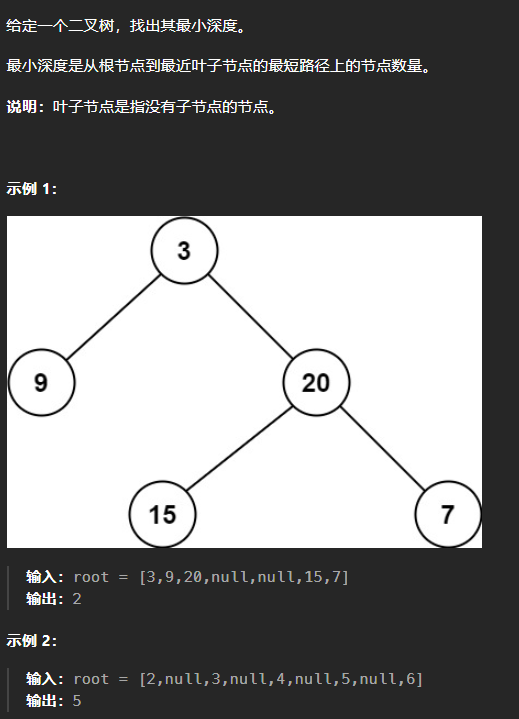 给定一个二叉树，找出其最小深度。
最小深度是从根节点到最近叶子节点的最短路径上的节点数量。
说明：叶子节点是指没有子节点的节点。
示例 1：
3
9
20
15
7
输入：root = [3,9,20,null,null,15,7]
输出：2
示例 2：
输入：root = [2,null,3,null,4,null,5,null,6]
输出：5